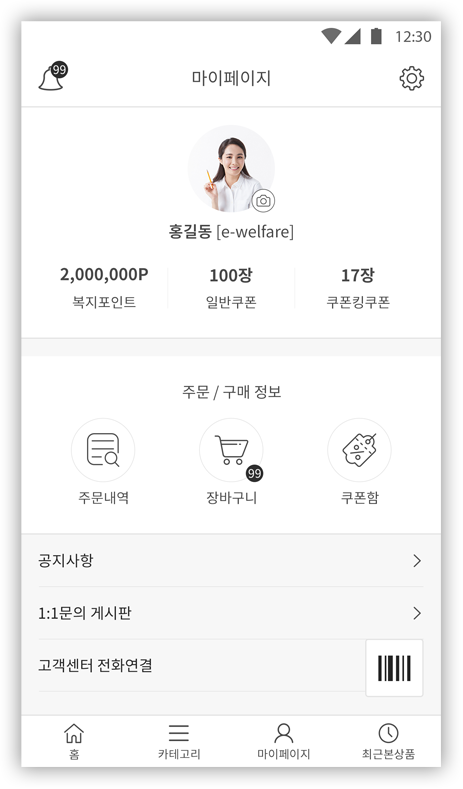 12:30
99
마이페이지
홍길동 [e-welfare]
2,000,000P 100장 17장
복지포인트 일반쿠폰 쿠폰킹쿠폰
주문 / 구매 정보
99
주문내역 장바구니 쿠폰함
공지사항
1:1문의 게시판
고객센터 전화연결
홈 카테고리 마이페이지 최근본상품